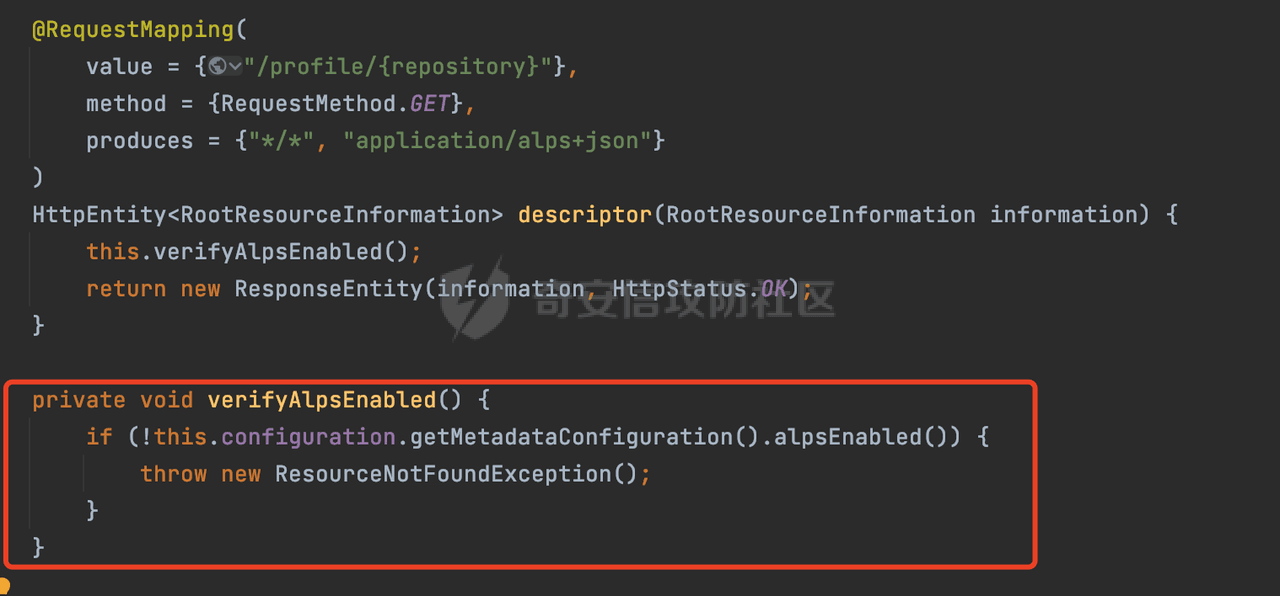 @RequestMapping(
value = {"/profile/{repository}"},
method = {RequestMethod.GET},
produces = {"*/*", "application/alps+json"}
)
HttpEntity<RootResourceInformation> descriptor(RootResourceInformation information) {
this.verifyAlpsEnabled();
return new ResponseEntity(information, HttpStatus.OK);
}
奇安信攻防社区
private void verifyAlpsEnabled() {
if (!this.configuration.getMetadataConfiguration().alpsEnabled()) {
throw new ResourceNotFoundException();
}
}